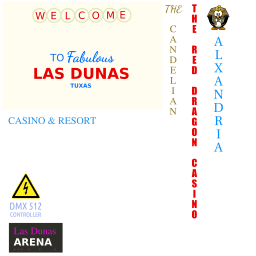 WELCOME
TO Fabulous
LAS DUNAS
TUXAS
CASINO & RESORT
THE
CANDELIAN
THE RED DRAGON CASINO
ALXANDRIA
DMX 512
CONTROLLER
Las Dunas
ARENA